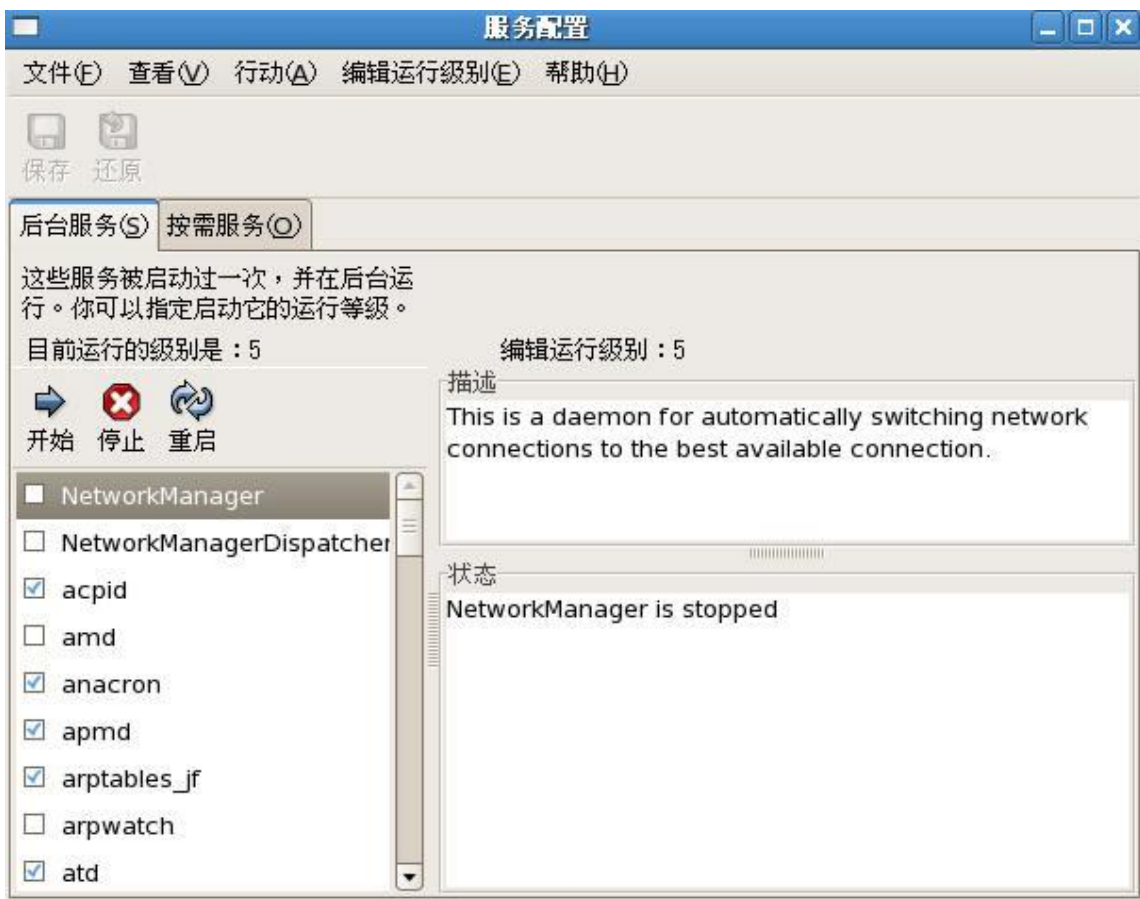 服务配置
文件(F) 查看(V) 行动(A) 编辑运行级别(E) 帮助(H)
保存 还原
后台服务(S) 按需服务(O)
这些服务被启动过一次，并在后台运
行。你可以指定启动它的运行等级。
目前运行的级别是：5
编辑运行级别：5
开始 停止 重启
NetworkManager
NetworkManagerDispatcher
acpid
amd
anacron
apmd
arptables_jf
arpwatch
atd
描述
This is a daemon for automatically switching network
connections to the best available connection.
状态
NetworkManager is stopped